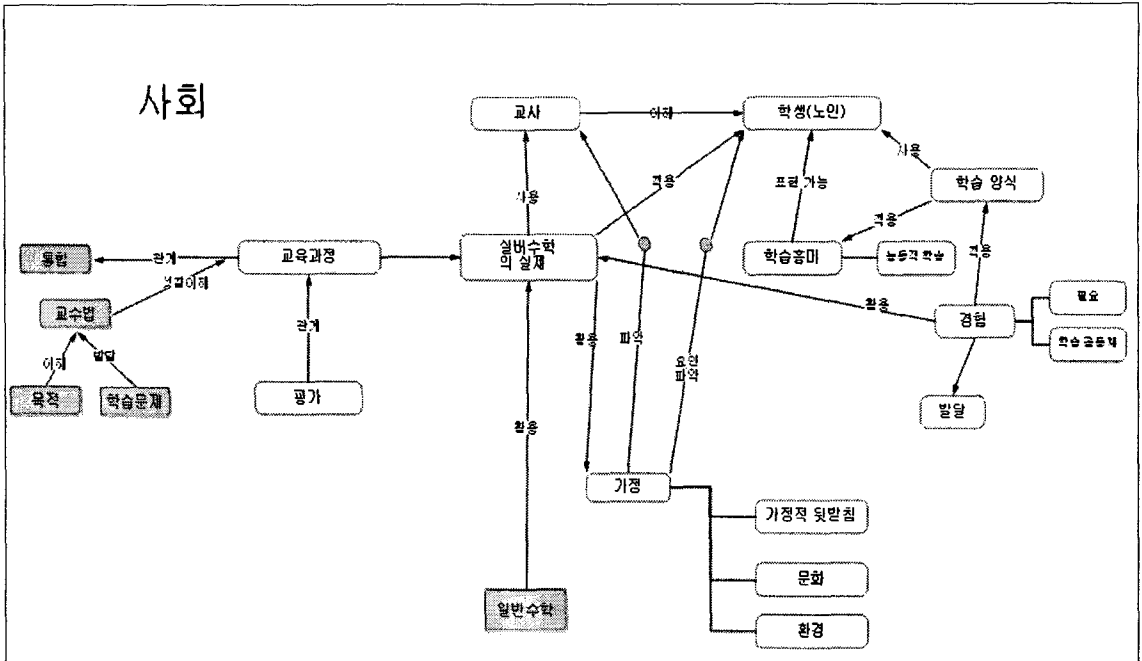 사회
교사
이해
학생(노인)
사용
학습 양식
표현 가능
적용
사용
적용
통합
관계
교육과정
실버수학
의 실제
학습흥미
능동적 학습
적용
교수법
관계
활용
경험
필요
학습 공동체
이해
발달
활용
파악
요인
파악
목적
학습문제
평가
발달
활용
가정
가정적 뒷받침
문화
일반수학
환경